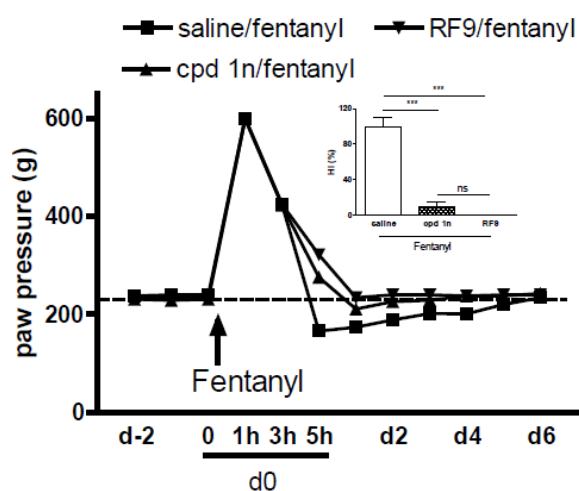 saline/fentanyl RF9/fentanyl
cpd 1n/fentanyl
paw pressure (g)
600
400
200
0
HI (%)
120
80
40
0
***
***
ns
saline cpd 1n RF9
Fentanyl
Fentanyl
d-2 0 1h 3h 5h d2 d4 d6
d0